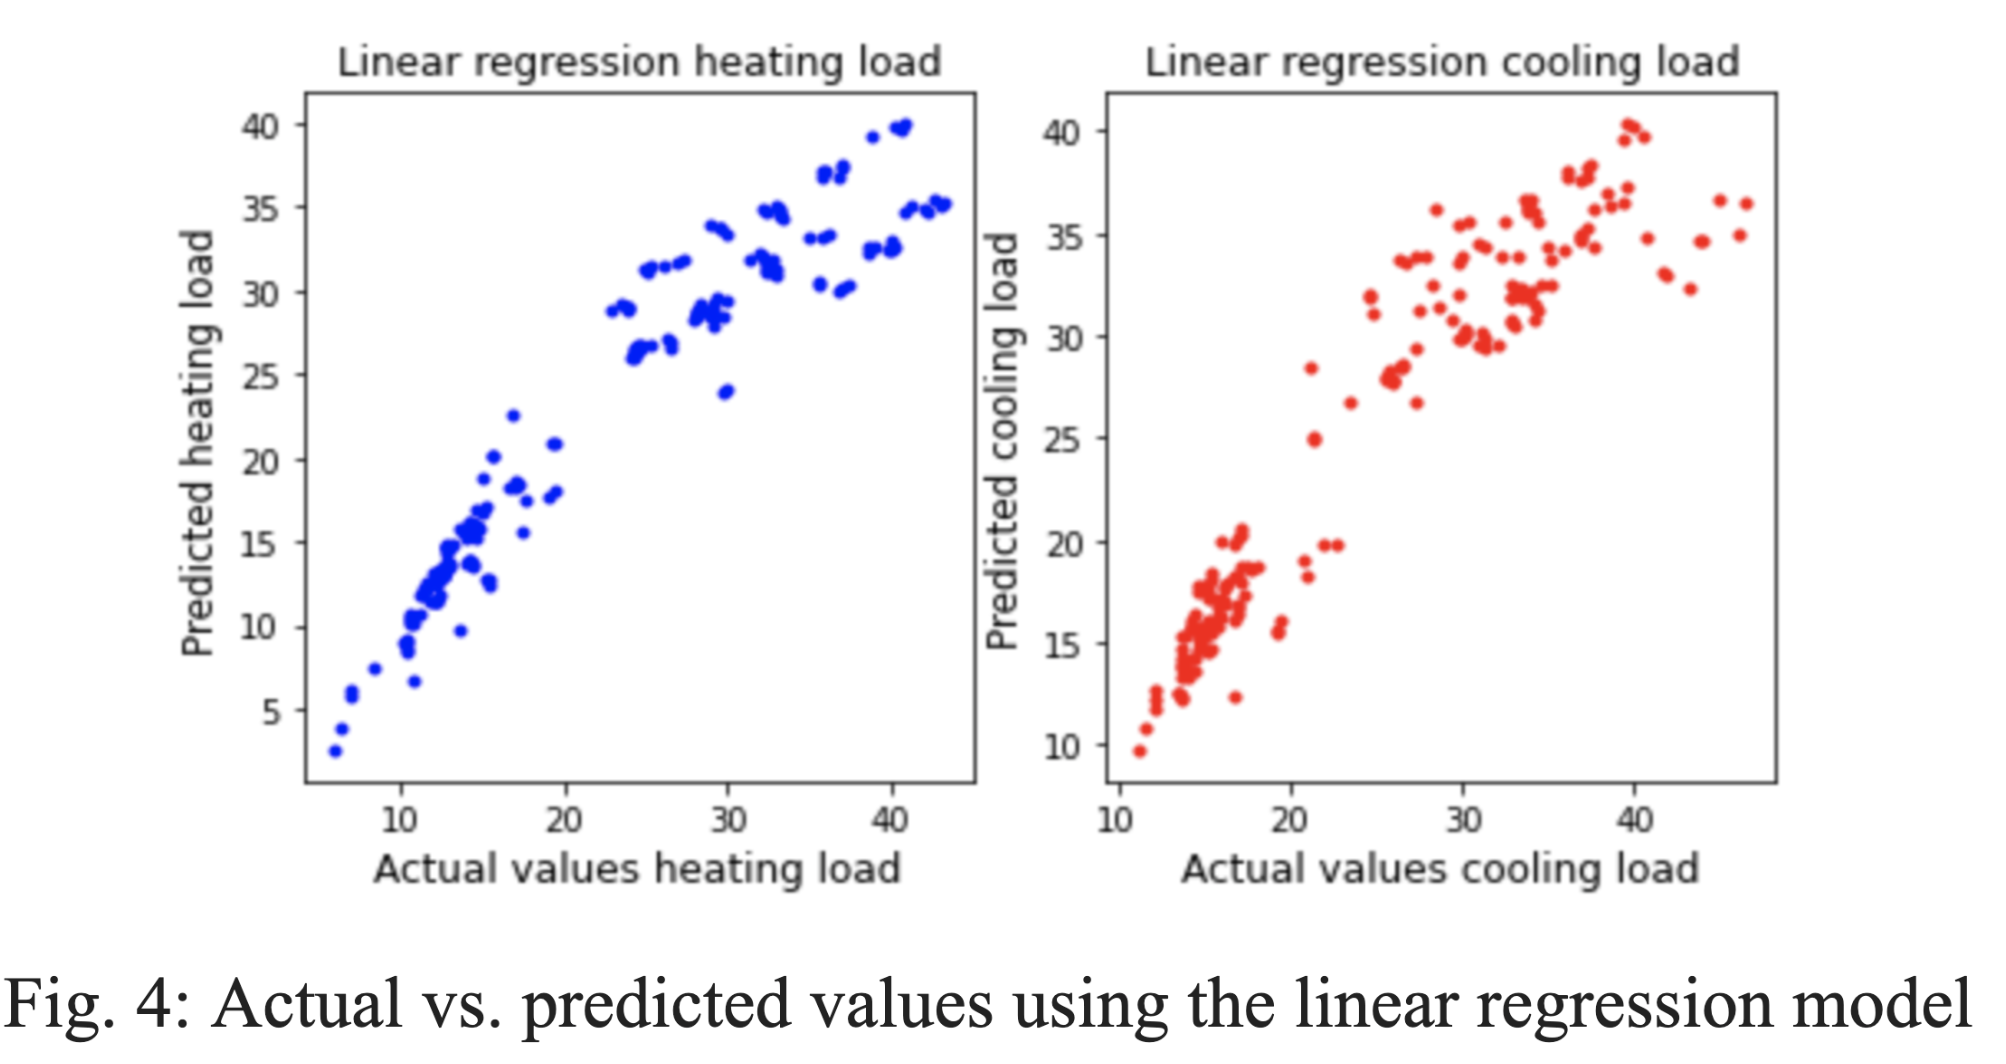 Linear regression heating load
Predicted heating load
40
35
30
25
20
15
10
5
10 20 30 40
Actual values heating load
Linear regression cooling load
Predicted cooling load
40
35
30
25
20
15
10
10 20 30 40
Actual values cooling load
Fig. 4: Actual vs. predicted values using the linear regression model